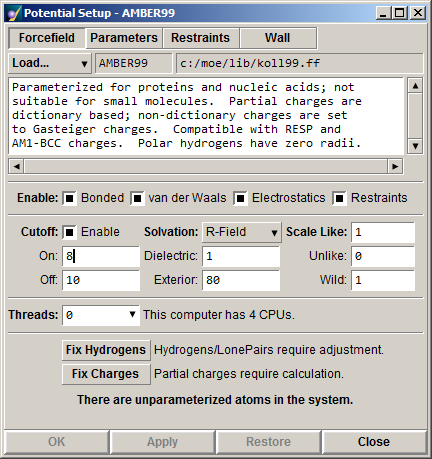 Potential Setup - AMBER99
Forcefield Parameters Restraints Wall
Load... AMBER99 c:/moe/lib/koll99.ff
Parameterized for proteins and nucleic acids; not
suitable for small molecules.  Partial charges are
dictionary based; non-dictionary charges are set
to Gasteiger charges.  Compatible with RESP and
AM1-BCC charges.  Polar hydrogens have zero radii.
Enable: Bonded van der Waals Electrostatics Restraints
Cutoff: Enable Solvation: R-Field Scale Like: 1
On: 8 Dielectric: 1 Unlike: 0
Off: 10 Exterior: 80 Wild: 1
Threads: 0 This computer has 4 CPUs.
Fix Hydrogens Hydrogens/LonePairs require adjustment.
Fix Charges Partial charges require calculation.
There are unparameterized atoms in the system.
OK Apply Restore Close